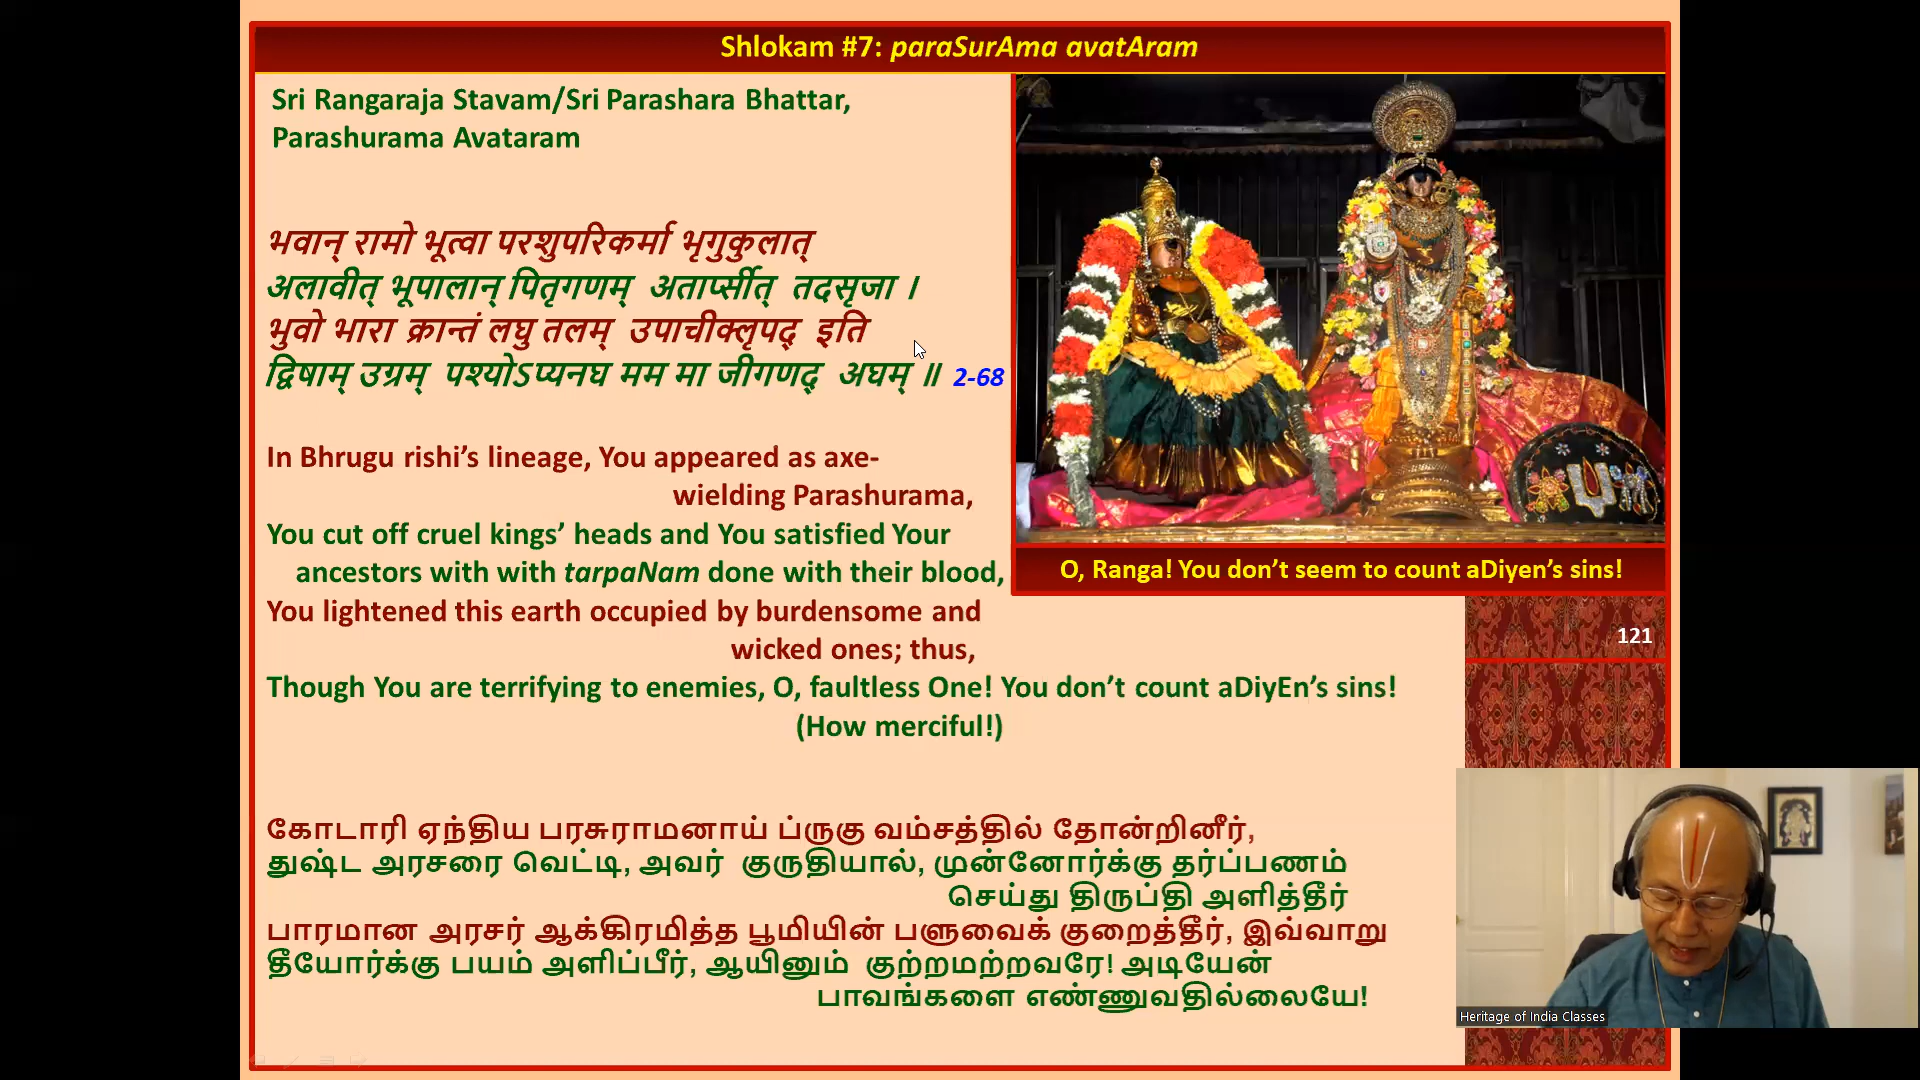 Shlokam #7: paraSurAma avatAram
Sri Rangaraja Stavam/Sri Parashara Bhattar,
Parashurama Avataram
भवान् रामो भूत्वा परशुपरिकर्मा भृगुकुलात्
अलावीत् भूपालान् पितृगणम् अतार्प्सीत् तदसृजा ।
भुवो भारा क्रान्तं लघु तलम् उपाचीक्लृपद् इति
द्विषाम् उग्रम् पश्योऽप्यनघ मम मा जीगणद् अघम् ॥ 2-68
In Bhrugu rishi's lineage, You appeared as axe-
wielding Parashurama,
You cut off cruel kings' heads and You satisfied Your
ancestors with with tarpaNam done with their blood,
You lightened this earth occupied by burdensome and
wicked ones; thus,
Though You are terrifying to enemies, O, faultless One! You don't count aDiyEn's sins!
(How merciful!)
கோடாரி ஏந்திய பரசுராமனாய் ப்ருகு வம்சத்தில் தோன்றினீர்,
துஷ்ட அரசரை வெட்டி, அவர் குருதியால், முன்னோர்க்கு தர்ப்பணம்
செய்து திருப்தி அளித்தீர்
பாரமான அரசர் ஆக்கிரமித்த பூமியின் பளுவைக் குறைத்தீர், இவ்வாறு
தீயோர்க்கு பயம் அளிப்பீர், ஆயினும் குற்றமற்றவரே! அடியேன்
பாவங்களை எண்ணுவதில்லையே!
O, Ranga! You don't seem to count aDiyen's sins!
121
Heritage of India Classes